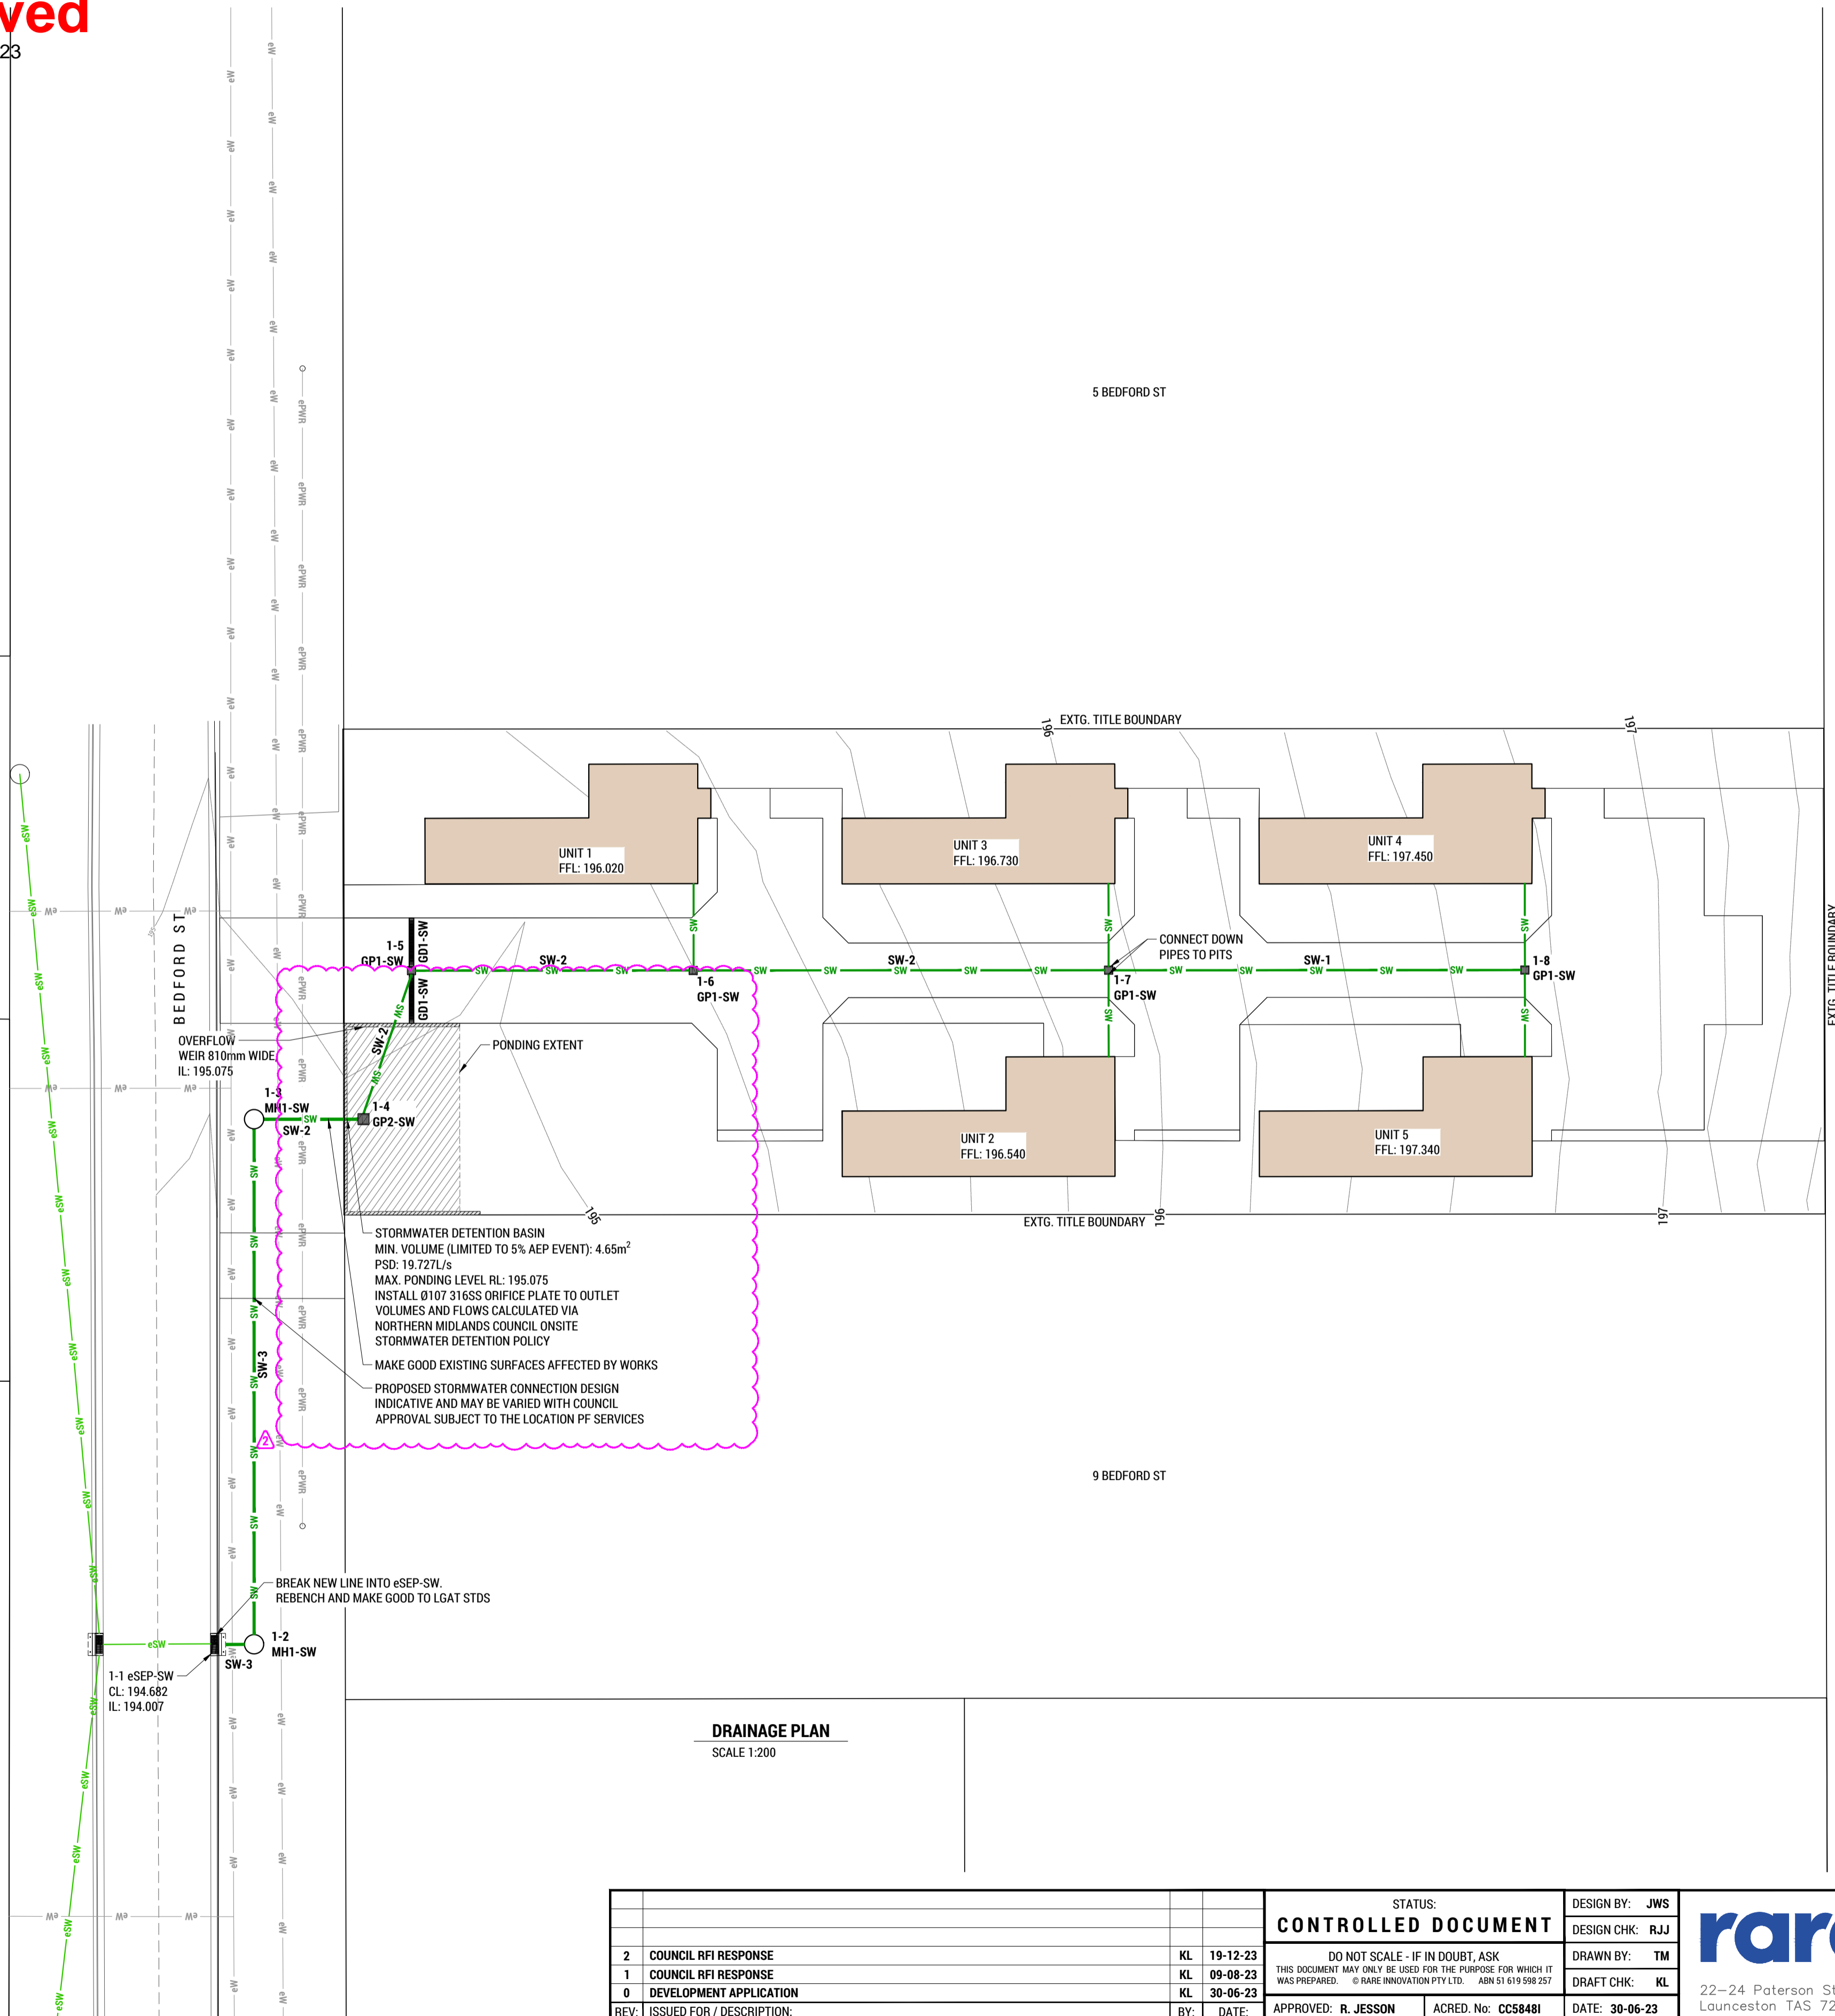 ved
23
5 BEDFORD ST
196
EXTG. TITLE BOUNDARY
197
UNIT 1
FFL: 196.020
UNIT 3
FFL: 196.730
UNIT 4
FFL: 197.450
EXTG. TITLE BOUNDARY
BEDFORD ST
1-5
GP1-SW
GD1-SW
GD1-SW
SW-2
1-6
GP1-SW
SW-2
CONNECT DOWN
PIPES TO PITS
1-7
GP1-SW
SW-1
1-8
GP1-SW
OVERFLOW
WEIR 810mm WIDE
IL: 195.075
SW-2
PONDING EXTENT
1-3
MH1-SW
SW-2
1-4
GP2-SW
UNIT 2
FFL: 196.540
UNIT 5
FFL: 197.340
195
EXTG. TITLE BOUNDARY
196
197
STORMWATER DETENTION BASIN
MIN. VOLUME (LIMITED TO 5% AEP EVENT): 4.65m²
PSD: 19.727L/s
MAX. PONDING LEVEL RL: 195.075
INSTALL Ø107 316SS ORIFICE PLATE TO OUTLET
VOLUMES AND FLOWS CALCULATED VIA
NORTHERN MIDLANDS COUNCIL ONSITE
STORMWATER DETENTION POLICY
MAKE GOOD EXISTING SURFACES AFFECTED BY WORKS
PROPOSED STORMWATER CONNECTION DESIGN
INDICATIVE AND MAY BE VARIED WITH COUNCIL
APPROVAL SUBJECT TO THE LOCATION PF SERVICES
SW-3
2
9 BEDFORD ST
BREAK NEW LINE INTO eSEP-SW.
REBENCH AND MAKE GOOD TO LGAT STDS
eSW
1-2
MH1-SW
SW-3
1-1 eSEP-SW
CL: 194.682
IL: 194.007
DRAINAGE PLAN
SCALE 1:200
2 COUNCIL RFI RESPONSE KL 19-12-23
1 COUNCIL RFI RESPONSE KL 09-08-23
0 DEVELOPMENT APPLICATION KL 30-06-23
REV: ISSUED FOR / DESCRIPTION: BY: DATE:
STATUS:
CONTROLLED DOCUMENT
DO NOT SCALE - IF IN DOUBT, ASK
THIS DOCUMENT MAY ONLY BE USED FOR THE PURPOSE FOR WHICH IT
WAS PREPARED. © RARE INNOVATION PTY LTD. ABN 51 619 598 257
APPROVED: R. JESSON
ACRED. No: CC5848I
DESIGN BY: JWS
DESIGN CHK: RJJ
DRAWN BY: TM
DRAFT CHK: KL
DATE: 30-06-23
rare
22-24 Paterson St
Launceston TAS 72